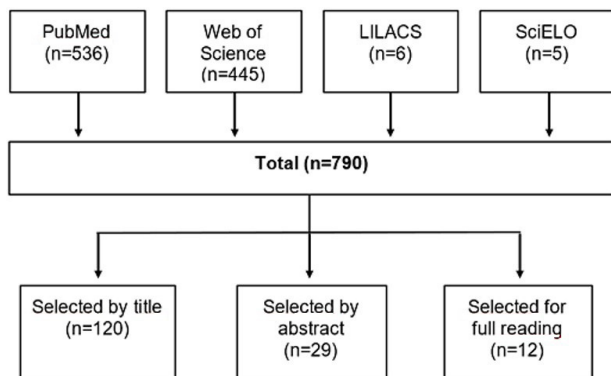 PubMed
(n=536)
Web of
Science
(n=445)
LILACS
(n=6)
SciELO
(n=5)
Total (n=790)
Selected by title
(n=120)
Selected by
abstract
(n=29)
Selected for
full reading
(n=12)